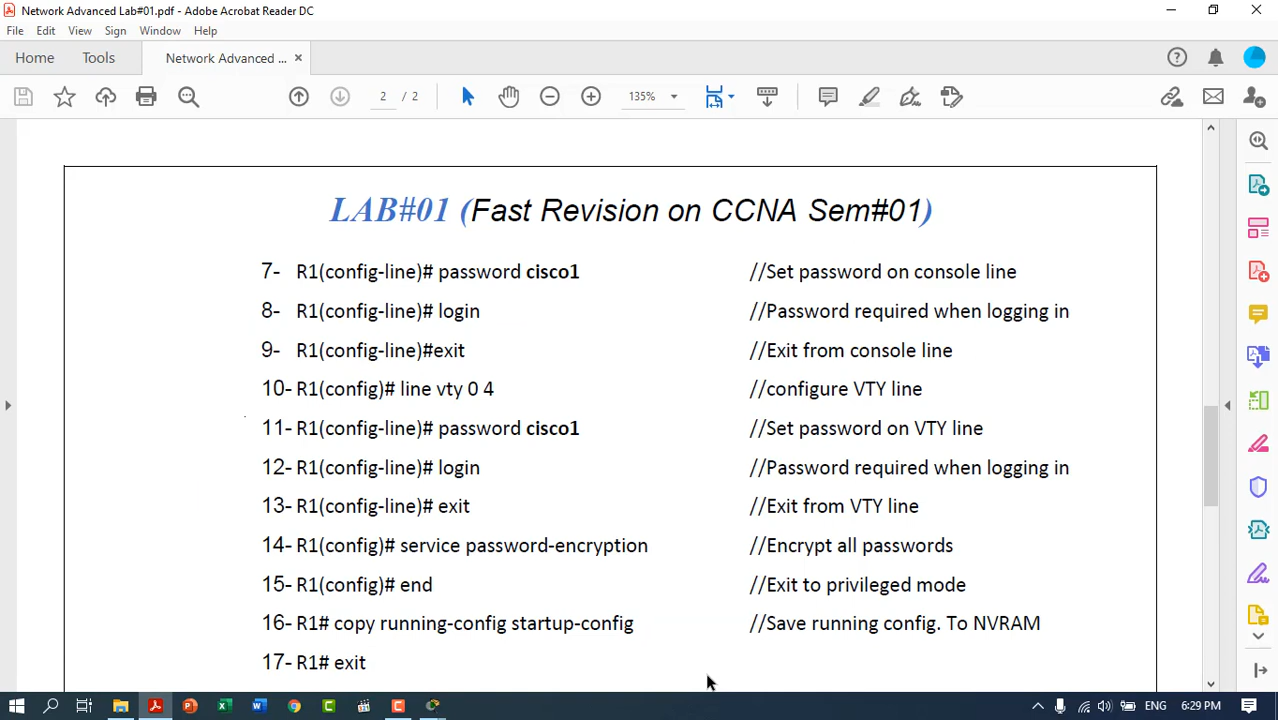 Network Advanced Lab#01.pdf - Adobe Acrobat Reader DC
File Edit View Sign Window Help
Home Tools Network Advanced ... ×
2 / 2 135%
LAB#01 (Fast Revision on CCNA Sem#01)
7- R1(config-line)# password cisco1 //Set password on console line
8- R1(config-line)# login //Password required when logging in
9- R1(config-line)#exit //Exit from console line
10- R1(config)# line vty 0 4 //configure VTY line
11- R1(config-line)# password cisco1 //Set password on VTY line
12- R1(config-line)# login //Password required when logging in
13- R1(config-line)# exit //Exit from VTY line
14- R1(config)# service password-encryption //Encrypt all passwords
15- R1(config)# end //Exit to privileged mode
16- R1# copy running-config startup-config //Save running config. To NVRAM
17- R1# exit
ENG 6:29 PM